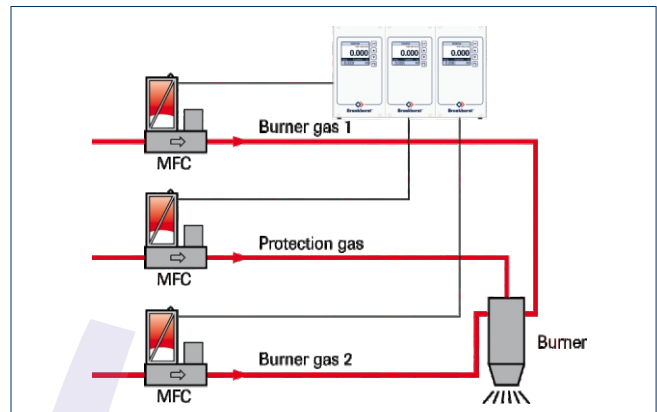 0.000 0.000 0.000
Bronkhorst Bronkhorst Bronkhorst
Burner gas 1
MFC
Protection gas
MFC
Burner
Burner gas 2
MFC